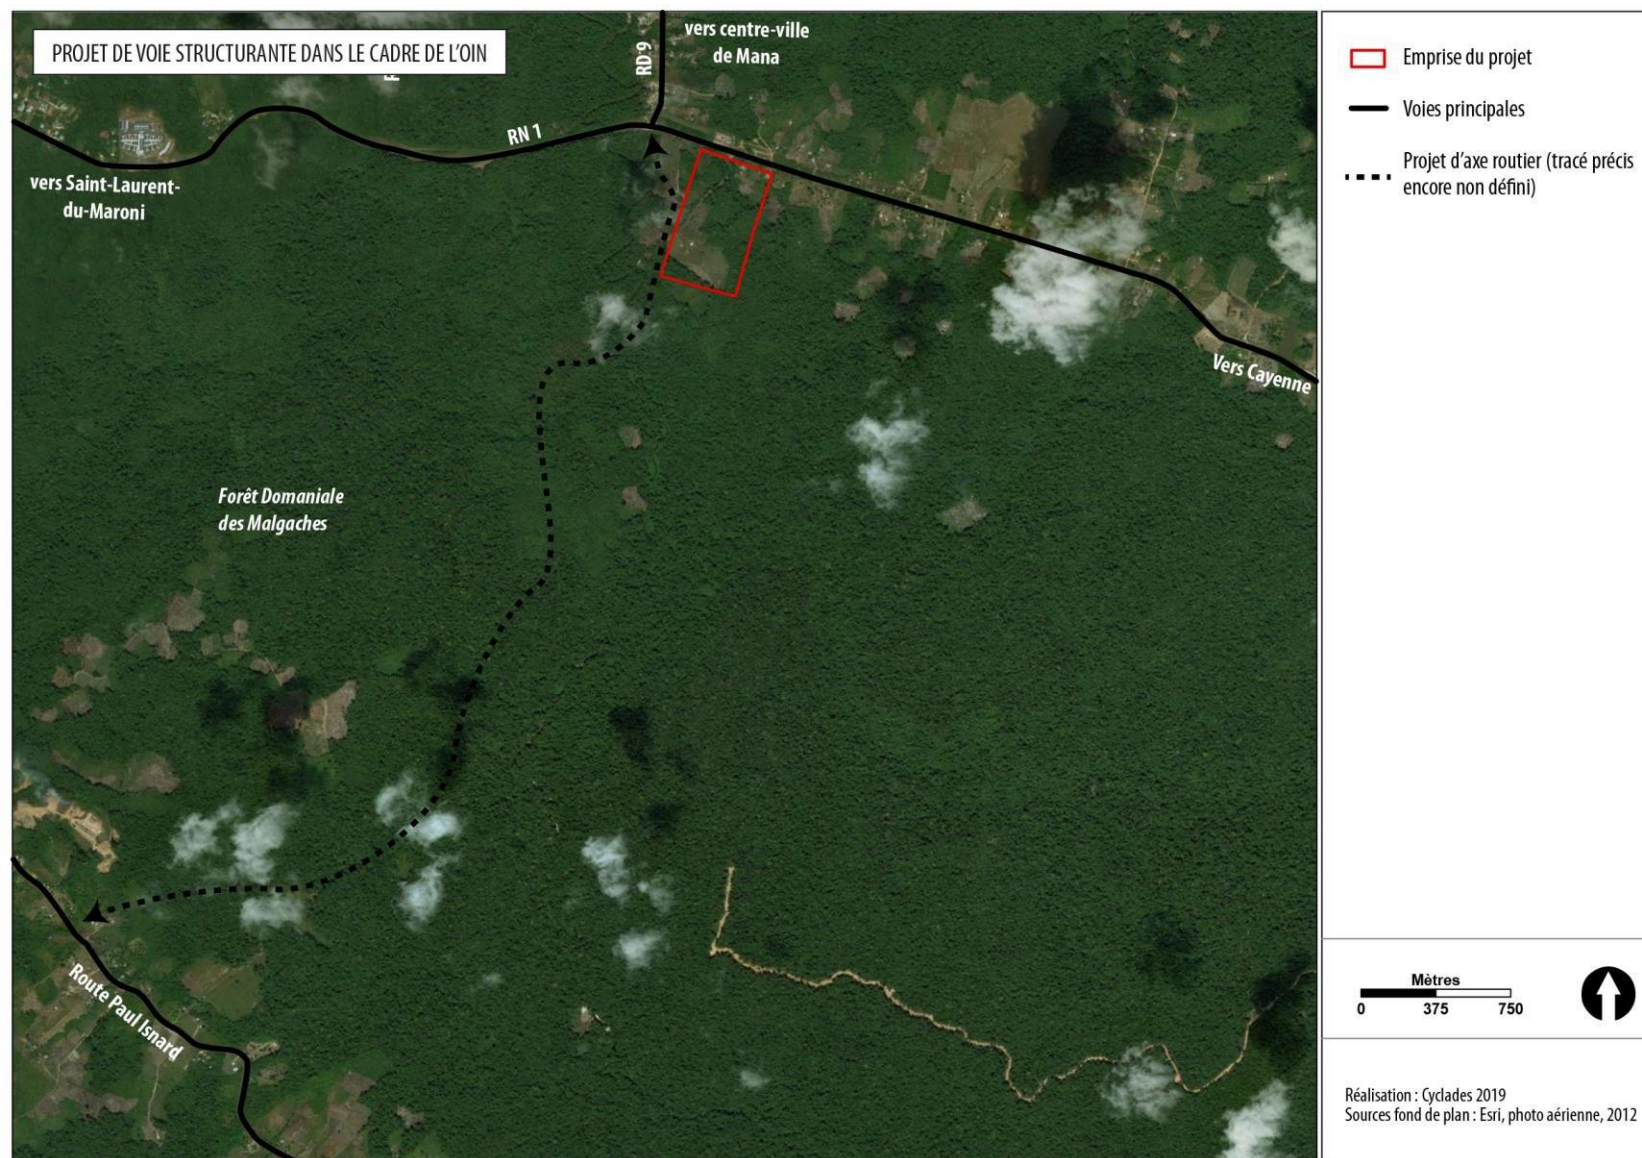 PROJET DE VOIE STRUCTURANTE DANS LE CADRE DE L'OIN
vers centre-ville
de Mana
RD 9
RN 1
vers Saint-Laurent-
du-Maroni
Vers Cayenne
Forêt Domaniale
des Malgaches
Route Paul Isnard
Emprise du projet
Voies principales
Projet d'axe routier (tracé précis
encore non défini)
Mètres
0 375 750
Réalisation : Cyclades 2019
Sources fond de plan : Esri, photo aérienne, 2012